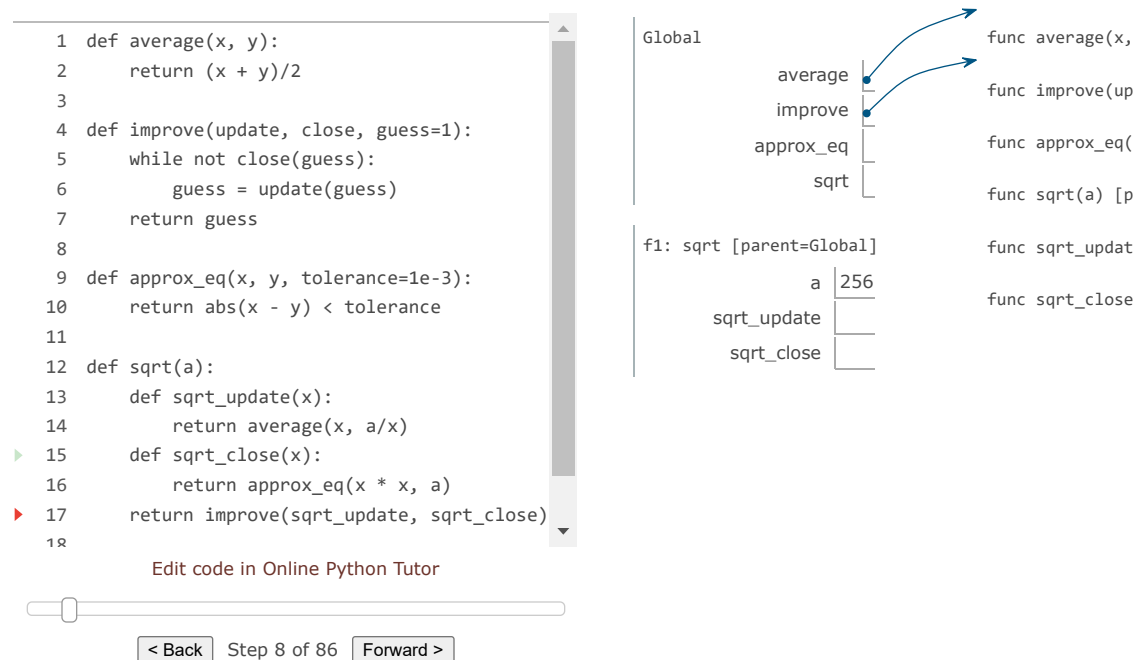 1 def average(x, y):
2     return (x + y)/2
3
4 def improve(update, close, guess=1):
5     while not close(guess):
6         guess = update(guess)
7     return guess
8
9 def approx_eq(x, y, tolerance=1e-3):
10     return abs(x - y) < tolerance
11
12 def sqrt(a):
13     def sqrt_update(x):
14         return average(x, a/x)
15     def sqrt_close(x):
16         return approx_eq(x * x, a)
17     return improve(sqrt_update, sqrt_close)
18
Edit code in Online Python Tutor
< Back Step 8 of 86 Forward >
Global
average
improve
approx_eq
sqrt
f1: sqrt [parent=Global]
a 256
sqrt_update
sqrt_close
func average(x,
func improve(up
func approx_eq(
func sqrt(a) [p
func sqrt_updat
func sqrt_close